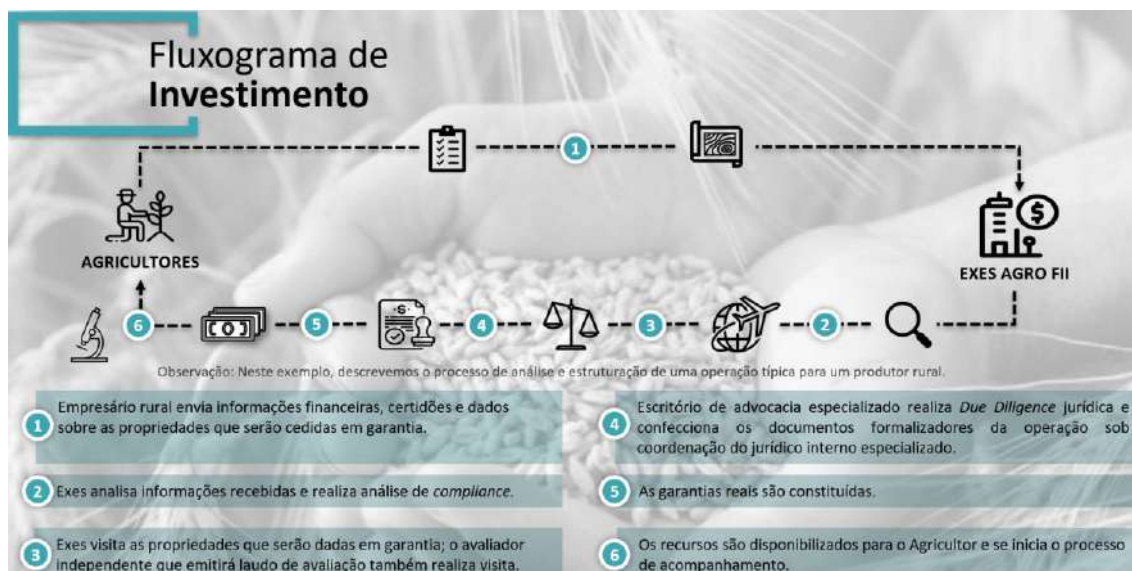 Fluxograma de
Investimento
1
AGRICULTORES
EXES AGRO FII
6
5
4
3
2
Observação: Neste exemplo, descrevemos o processo de análise e estruturação de uma operação típica para um produtor rural.
1
Empresário rural envia informações financeiras, certidões e dados
sobre as propriedades que serão cedidas em garantia.
2
Exes analisa informações recebidas e realiza análise de compliance.
3
Exes visita as propriedades que serão dadas em garantia; o avaliador
independente que emitirá laudo de avaliação também realiza visita.
4
Escritório de advocacia especializado realiza Due Diligence jurídica e
confecciona os documentos formalizadores da operação sob
coordenação do jurídico interno especializado.
5
As garantias reais são constituídas.
6
Os recursos são disponibilizados para o Agricultor e se inicia o processo
de acompanhamento.